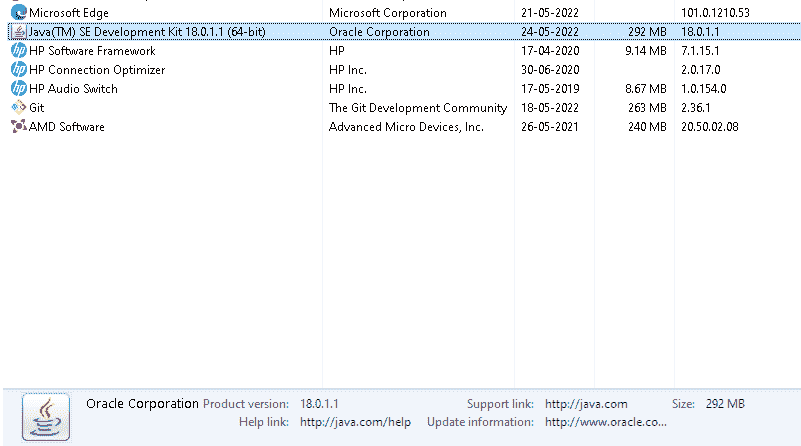 Microsoft Edge Microsoft Corporation 21-05-2022 101.0.1210.53
Java(TM) SE Development Kit 18.0.1.1 (64-bit) Oracle Corporation 24-05-2022 292 MB 18.0.1.1
hp HP Software Framework HP 17-04-2020 9.14 MB 7.1.15.1
hp HP Connection Optimizer HP Inc. 30-06-2020 2.0.17.0
hp HP Audio Switch HP Inc. 17-05-2019 8.67 MB 1.0.154.0
Git The Git Development Community 18-05-2022 263 MB 2.36.1
AMD Software Advanced Micro Devices, Inc. 26-05-2021 240 MB 20.50.02.08
Oracle Corporation Product version: 18.0.1.1 Support link: http://java.com Size: 292 MB
Help link: http://java.com/help Update information: http://www.oracle.co...